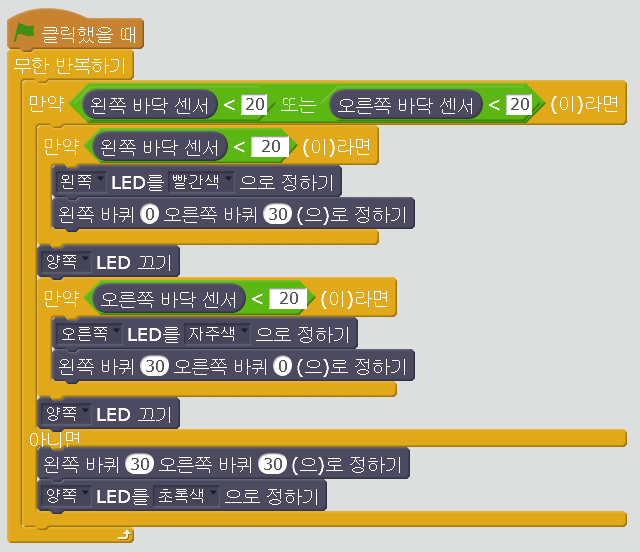 클릭했을 때
무한 반복하기
만약 왼쪽 바닥 센서 < 20 또는 오른쪽 바닥 센서 < 20 (이)라면
만약 왼쪽 바닥 센서 < 20 (이)라면
왼쪽 LED를 빨간색 으로 정하기
왼쪽 바퀴 0 오른쪽 바퀴 30 (으)로 정하기
양쪽 LED 끄기
만약 오른쪽 바닥 센서 < 20 (이)라면
오른쪽 LED를 자주색 으로 정하기
왼쪽 바퀴 30 오른쪽 바퀴 0 (으)로 정하기
양쪽 LED 끄기
아니면
왼쪽 바퀴 30 오른쪽 바퀴 30 (으)로 정하기
양쪽 LED를 초록색 으로 정하기